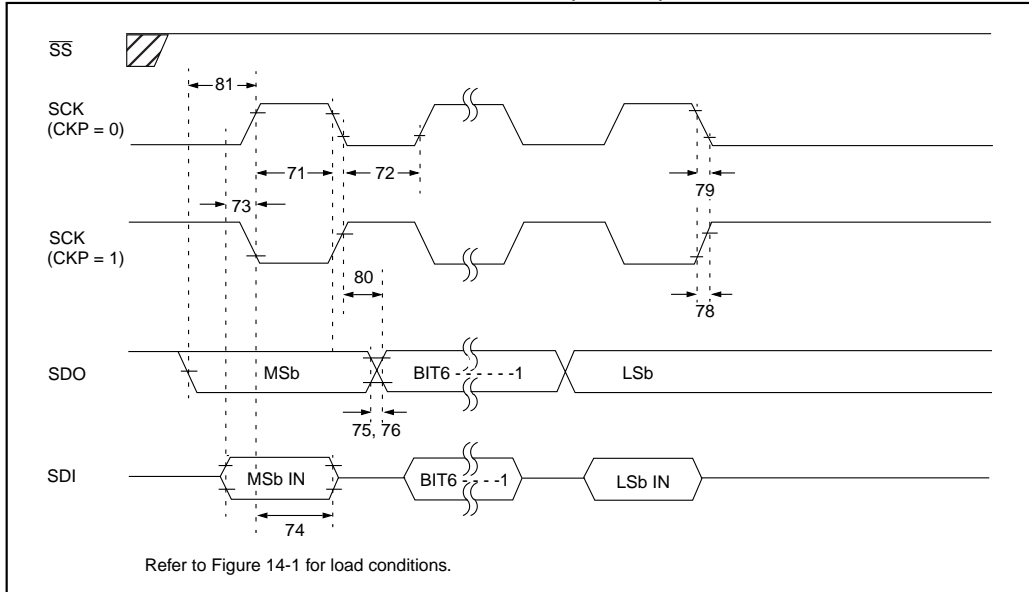 SS
81
SCK
(CKP = 0)
71
72
79
73
SCK
(CKP = 1)
80
78
SDO
MSb
BIT6 - - - - - -1
LSb
75, 76
SDI
MSb IN
BIT6 - - - -1
LSb IN
74
Refer to Figure 14-1 for load conditions.